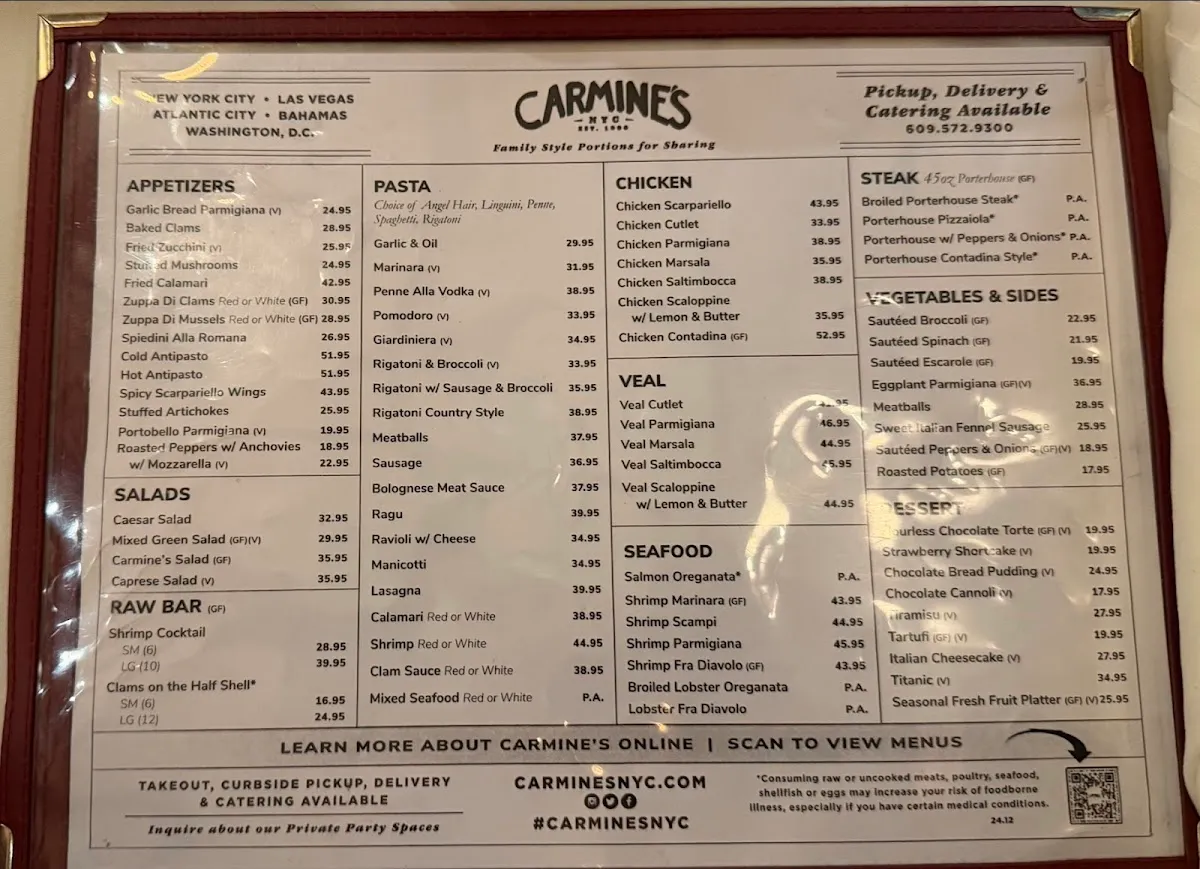 NEW YORK CITY • LAS VEGAS
ATLANTIC CITY • BAHAMAS
WASHINGTON, D.C.
CARMINE'S
NYC
EST. 1990
Family Style Portions for Sharing
Pickup, Delivery &
Catering Available
609.572.9300
APPETIZERS
Garlic Bread Parmigiana (V) 24.95
Baked Clams 28.95
Fried Zucchini (V) 25.95
Stuffed Mushrooms 24.95
Fried Calamari 42.95
Zuppa Di Clams Red or White (GF) 30.95
Zuppa Di Mussels Red or White (GF) 28.95
Spiedini Alla Romana 26.95
Cold Antipasto 51.95
Hot Antipasto 51.95
Spicy Scarpariello Wings 43.95
Stuffed Artichokes 25.95
Portobello Parmigiana (V) 19.95
Roasted Peppers w/ Anchovies 18.95
w/ Mozzarella (V) 22.95
SALADS
Caesar Salad 32.95
Mixed Green Salad (GF)(V) 29.95
Carmine's Salad (GF) 35.95
Caprese Salad (V) 35.95
RAW BAR (GF)
Shrimp Cocktail
SM (6) 28.95
LG (10) 39.95
Clams on the Half Shell*
SM (6) 16.95
LG (12) 24.95
PASTA
Choice of Angel Hair, Linguini, Penne,
Spaghetti, Rigatoni
Garlic & Oil 29.95
Marinara (V) 31.95
Penne Alla Vodka (V) 38.95
Pomodoro (V) 33.95
Giardiniera (V) 34.95
Rigatoni & Broccoli (V) 33.95
Rigatoni w/ Sausage & Broccoli 35.95
Rigatoni Country Style 38.95
Meatballs 37.95
Sausage 36.95
Bolognese Meat Sauce 37.95
Ragu 39.95
Ravioli w/ Cheese 34.95
Manicotti 34.95
Lasagna 39.95
Calamari Red or White 38.95
Shrimp Red or White 44.95
Clam Sauce Red or White 38.95
Mixed Seafood Red or White P.A.
CHICKEN
Chicken Scarpariello 43.95
Chicken Cutlet 33.95
Chicken Parmigiana 38.95
Chicken Marsala 35.95
Chicken Saltimbocca 38.95
Chicken Scaloppine
w/ Lemon & Butter 35.95
Chicken Contadina (GF) 52.95
VEAL
Veal Cutlet
Veal Parmigiana 46.95
Veal Marsala 44.95
Veal Saltimbocca 45.95
Veal Scaloppine
w/ Lemon & Butter 44.95
SEAFOOD
Salmon Oreganata* P.A.
Shrimp Marinara (GF) 43.95
Shrimp Scampi 44.95
Shrimp Parmigiana 45.95
Shrimp Fra Diavolo (GF) 43.95
Broiled Lobster Oreganata P.A.
Lobster Fra Diavolo P.A.
STEAK 45oz Porterhouse (GF)
Broiled Porterhouse Steak* P.A.
Porterhouse Pizzaiola* P.A.
Porterhouse w/ Peppers & Onions* P.A.
Porterhouse Contadina Style* P.A.
VEGETABLES & SIDES
Sautéed Broccoli (GF) 22.95
Sautéed Spinach (GF) 21.95
Sautéed Escarole (GF) 19.95
Eggplant Parmigiana (GF)(V) 36.95
Meatballs 28.95
Sweet Italian Fennel Sausage 25.95
Sautéed Peppers & Onions (GF)(V) 18.95
Roasted Potatoes (GF) 17.95
DESSERT
Flourless Chocolate Torte (GF) (V) 19.95
Strawberry Shortcake (V) 19.95
Chocolate Bread Pudding (V) 24.95
Chocolate Cannoli (V) 17.95
Tiramisu (V) 27.95
Tartufi (GF) (V) 19.95
Italian Cheesecake (V) 27.95
Titanic (V) 34.95
Seasonal Fresh Fruit Platter (GF) (V) 25.95
LEARN MORE ABOUT CARMINE'S ONLINE | SCAN TO VIEW MENUS
TAKEOUT, CURBSIDE PICKUP, DELIVERY
& CATERING AVAILABLE
Inquire about our Private Party Spaces
CARMINESNYC.COM
#CARMINESNYC
*Consuming raw or uncooked meats, poultry, seafood,
shellfish or eggs may increase your risk of foodborne
illness, especially if you have certain medical conditions.
24.12